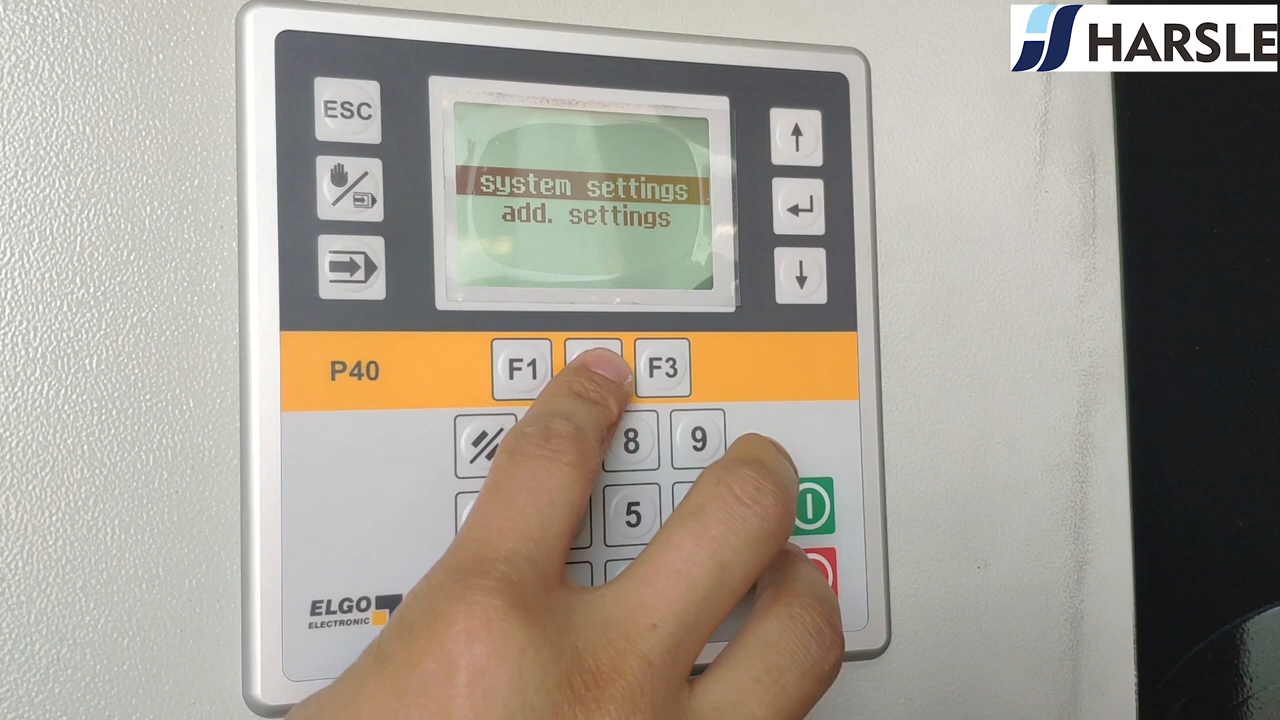 HARSLE
ESC
system settings
add. settings
P40
F1
F3
8
9
5
ELGO
ELECTRONIC